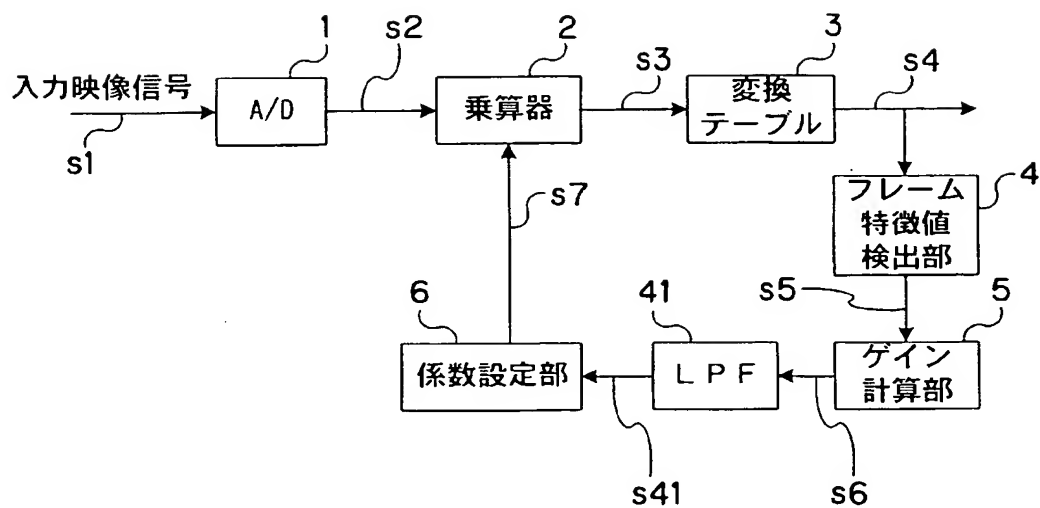 1
s2
2
s3
3
s4
入力映像信号
s1
A/D
乗算器
変換
テーブル
s7
フレーム
特徴値
検出部
4
s5
6
41
5
係数設定部
LPF
ゲイン
計算部
s41
s6